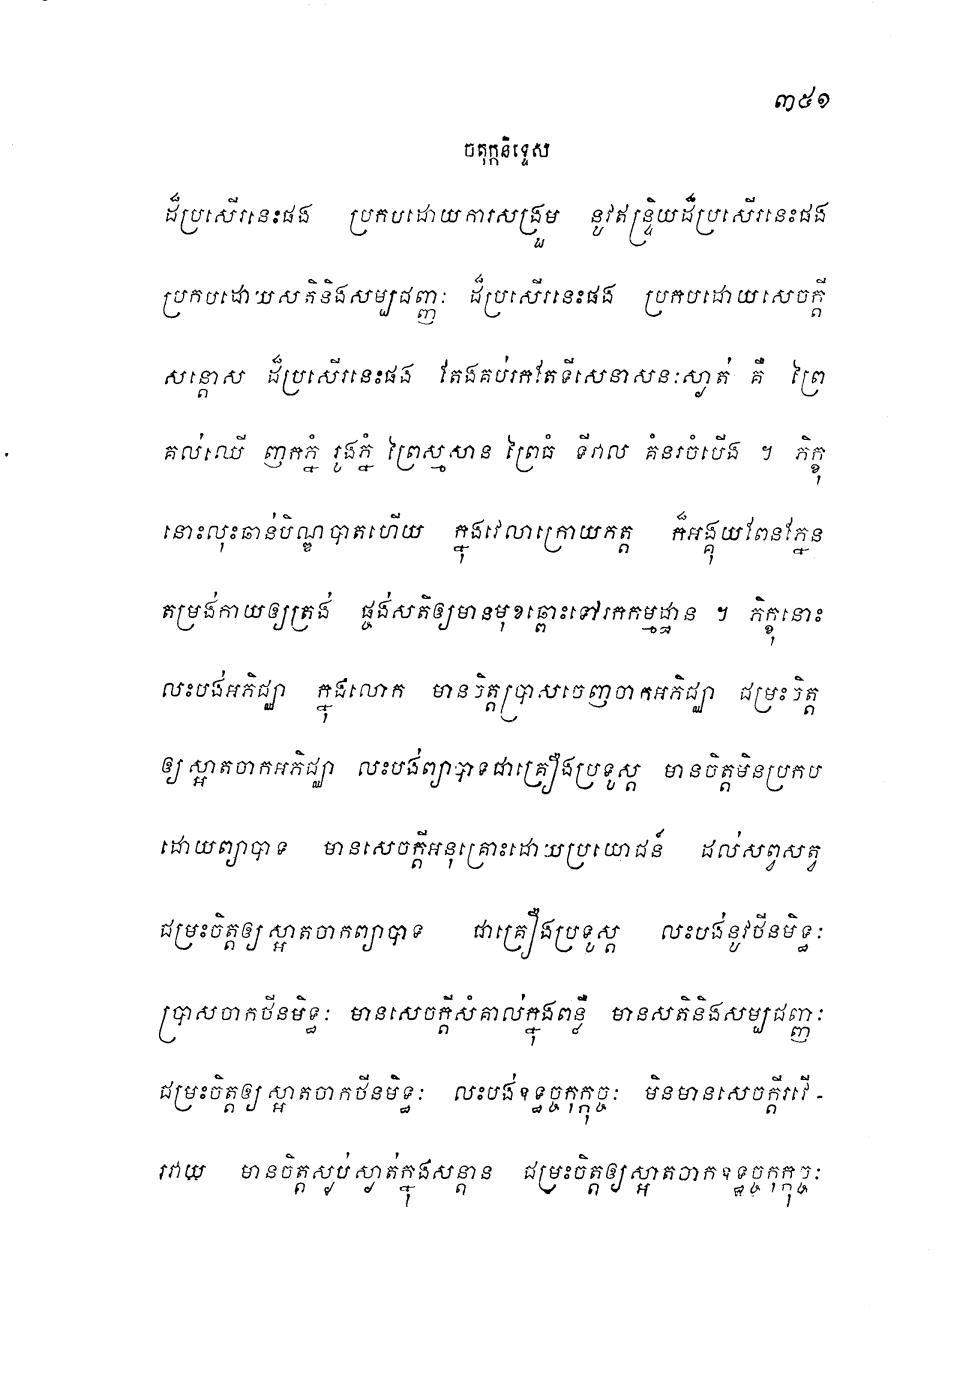 ៣៥១
ចតុក្កនិទ្ទេស
ដ៏ប្រសើរនេះផង ប្រកបដោយការសង្រួម នូវឥន្ទ្រិយដ៏ប្រសើរនេះផង
ប្រកបដោយសតិនិងសម្បជញ្ញៈ ដ៏ប្រសើរនេះផង ប្រកបដោយសេចក្តី
សន្តោស ដ៏ប្រសើរនេះផង តែងគប់រកតែទីសេនាសនៈស្ងាត់ គឺ ព្រៃ
គល់ឈើ ញកភ្នំ រូងភ្នំ ព្រៃស្មសាន ព្រៃធំ ទីវាល គំនរចំបើង ។ ភិក្ខុ
នោះលុះឆាន់បិណ្ឌបាតហើយ ក្នុងវេលាក្រោយភត្ត ក៏អង្គុយពែនភ្នែន
តម្រង់កាយឲ្យត្រង់ ផ្ចង់សតិឲ្យមានមុខឆ្ពោះទៅរកកម្មដ្ឋាន ។ ភិក្ខុនោះ
លះបង់អភិជ្ឈា ក្នុងលោក មានចិត្តប្រាសចេញចាកអភិជ្ឈា ជម្រះចិត្ត
ឲ្យស្អាតចាកអភិជ្ឈា លះបង់ព្យាបាទជាគ្រឿងប្រទូស្ត មានចិត្តមិនប្រកប
ដោយព្យាបាទ មានសេចក្តីអនុគ្រោះដោយប្រយោជន៍ ដល់សព្វសត្វ
ជម្រះចិត្តឲ្យស្អាតចាកព្យាបាទ ជាគ្រឿងប្រទូស្ត លះបង់នូវថីនមិទ្ធៈ
ប្រាសចាកថីនមិទ្ធៈ មានសេចក្តីសំគាល់ក្នុងពន្លឺ មានសតិនិងសម្បជញ្ញៈ
ជម្រះចិត្តឲ្យស្អាតចាកថីនមិទ្ធៈ លះបង់ឧទ្ធច្ចកុក្កុច្ចៈ មិនមានសេចក្តីរវើ-
រវាយ មានចិត្តស្ងប់ស្ងាត់ក្នុងសន្តាន ជម្រះចិត្តឲ្យស្អាតចាកឧទ្ធច្ចកុក្កុច្ចៈ